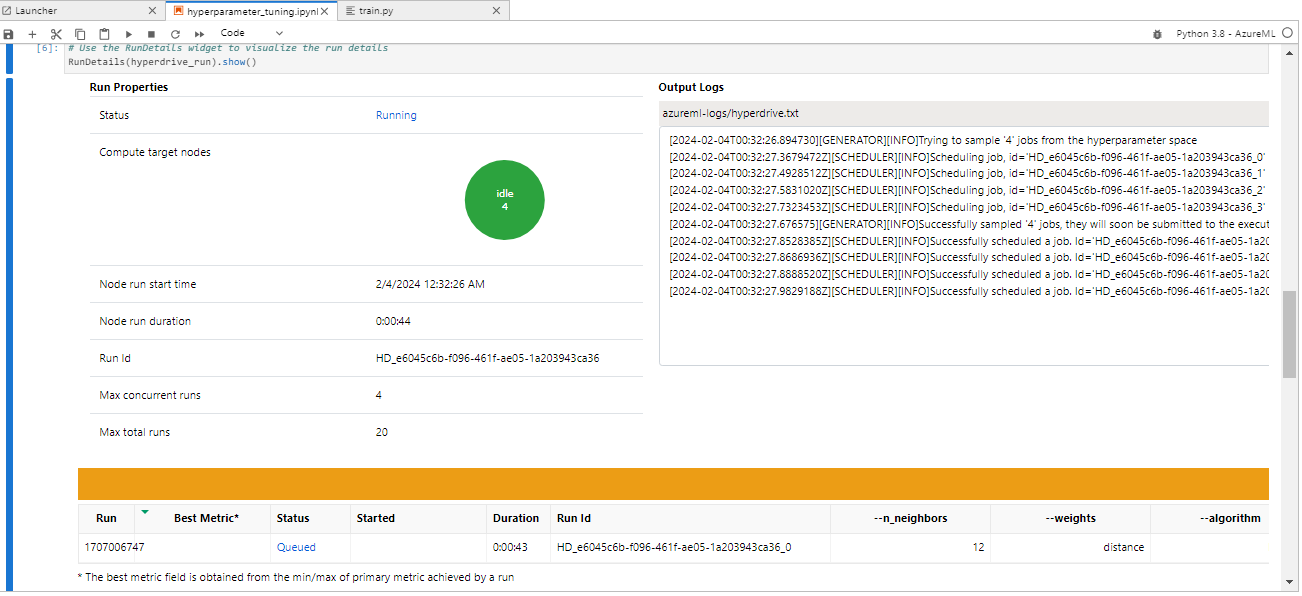 Launcher
hyperparameter_tuning.ipynl
train.py
Code
Python 3.8 - AzureML
[6]: # Use the RunDetails widget to visualize the run details
RunDetails(hyperdrive_run).show()
Run Properties
Status Running
Compute target nodes
idle
4
Node run start time 2/4/2024 12:32:26 AM
Node run duration 0:00:44
Run Id HD_e6045c6b-f096-461f-ae05-1a203943ca36
Max concurrent runs 4
Max total runs 20
Output Logs
azureml-logs/hyperdrive.txt
[2024-02-04T00:32:26.894730][GENERATOR][INFO]Trying to sample '4' jobs from the hyperparameter space
[2024-02-04T00:32:27.3679472Z][SCHEDULER][INFO]Scheduling job, id='HD_e6045c6b-f096-461f-ae05-1a203943ca36_0'
[2024-02-04T00:32:27.4928512Z][SCHEDULER][INFO]Scheduling job, id='HD_e6045c6b-f096-461f-ae05-1a203943ca36_1'
[2024-02-04T00:32:27.5831020Z][SCHEDULER][INFO]Scheduling job, id='HD_e6045c6b-f096-461f-ae05-1a203943ca36_2'
[2024-02-04T00:32:27.7323453Z][SCHEDULER][INFO]Scheduling job, id='HD_e6045c6b-f096-461f-ae05-1a203943ca36_3'
[2024-02-04T00:32:27.676575][GENERATOR][INFO]Successfully sampled '4' jobs, they will soon be submitted to the execut
[2024-02-04T00:32:27.8528385Z][SCHEDULER][INFO]Successfully scheduled a job. Id='HD_e6045c6b-f096-461f-ae05-1a20
[2024-02-04T00:32:27.8686936Z][SCHEDULER][INFO]Successfully scheduled a job. Id='HD_e6045c6b-f096-461f-ae05-1a20
[2024-02-04T00:32:27.8888520Z][SCHEDULER][INFO]Successfully scheduled a job. Id='HD_e6045c6b-f096-461f-ae05-1a20
[2024-02-04T00:32:27.9829188Z][SCHEDULER][INFO]Successfully scheduled a job. Id='HD_e6045c6b-f096-461f-ae05-1a20
Run Best Metric* Status Started Duration Run Id --n_neighbors --weights --algorithm
1707006747 Queued 0:00:43 HD_e6045c6b-f096-461f-ae05-1a203943ca36_0 12 distance
* The best metric field is obtained from the min/max of primary metric achieved by a run